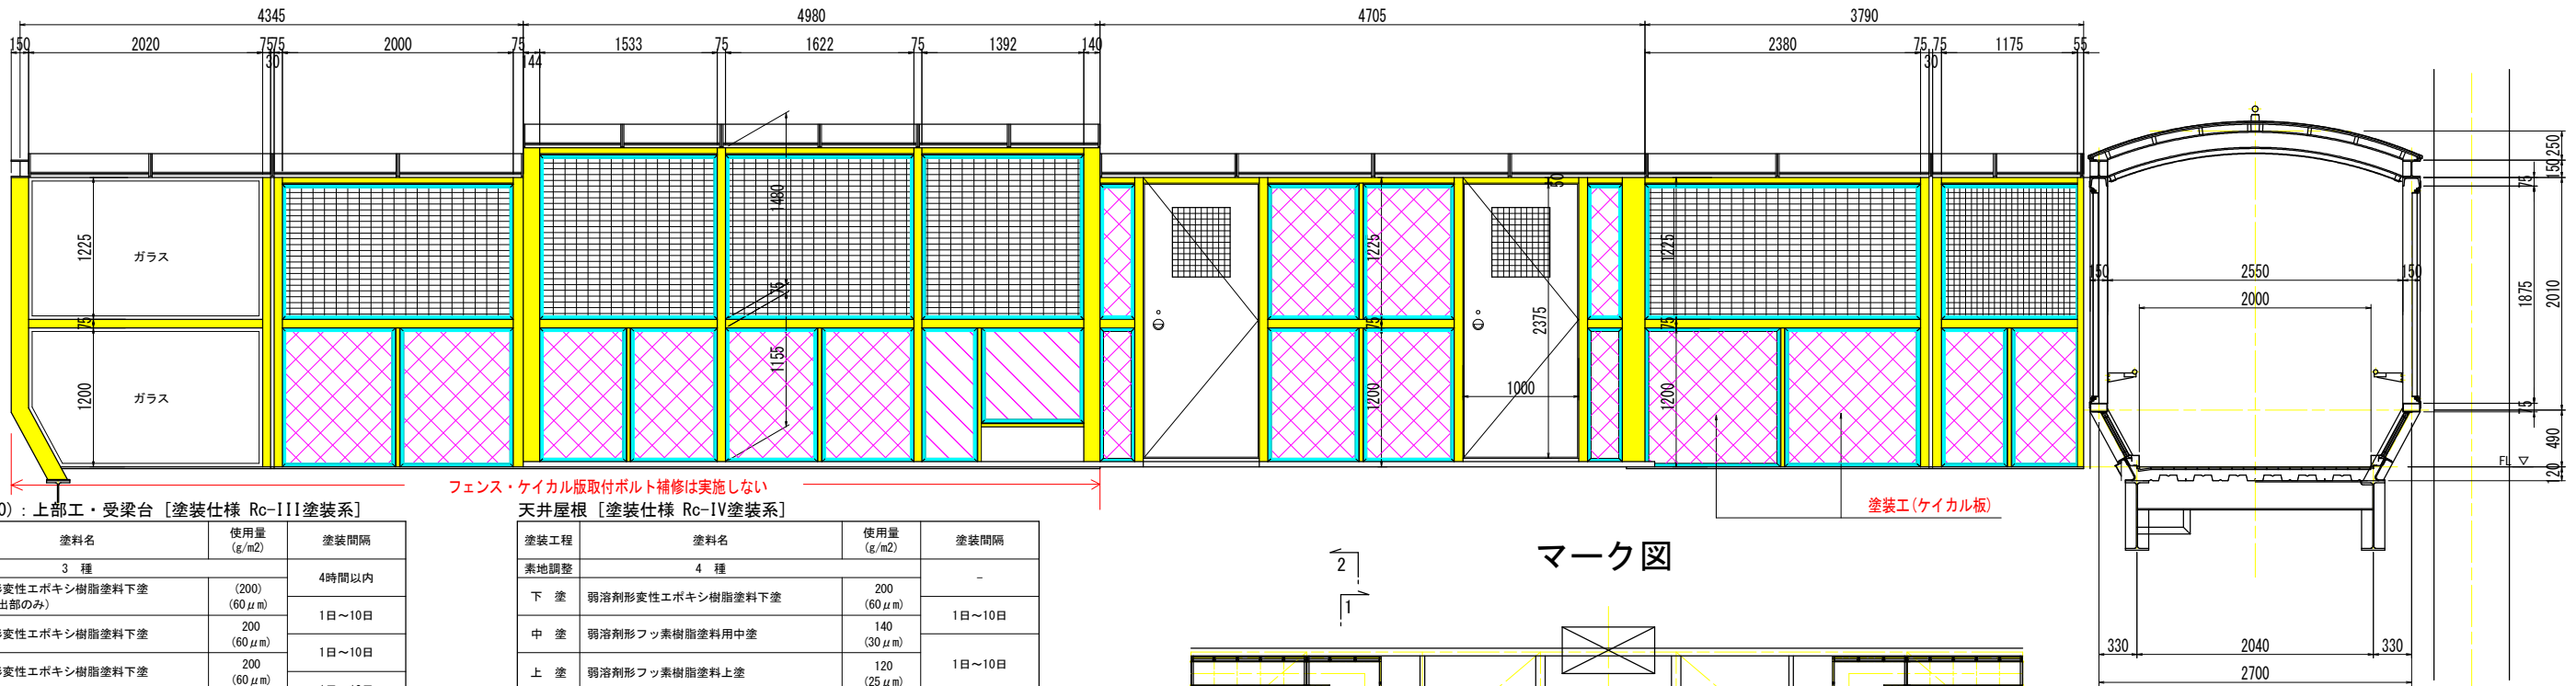 4345 4980 4705 3790
150 2020 75 75 2000 75 1533 75 1622 75 1392 140 2380 75 75 1175 55
30 144 30
250
150
75
1480
50
1225 ガラス 1225 1225
150 2550 150
2000
1875 2010
75
75 75 75
2375
1155
1200 ガラス 1200 1000 1200
75
490
FL ▽
120
フェンス・ケイカル版取付ボルト補修は実施しない
塗装工(ケイカル板)
0) : 上部工・受梁台 [塗装仕様 Rc-III塗装系]
塗料名 使用量 (g/m2) 塗装間隔
3 種 4時間以内
変性エポキシ樹脂塗料下塗 (200)
出部のみ) (60μm)
1日～10日
変性エポキシ樹脂塗料下塗 200
(60μm)
1日～10日
変性エポキシ樹脂塗料下塗 200
(60μm)
天井屋根 [塗装仕様 Rc-IV塗装系]
塗装工程 塗料名 使用量 (g/m2) 塗装間隔
素地調整 4 種 -
下 塗 弱溶剤形変性エポキシ樹脂塗料下塗 200
(60μm)
1日～10日
中 塗 弱溶剤形フッ素樹脂塗料用中塗 140
(30μm)
1日～10日
上 塗 弱溶剤形フッ素樹脂塗料上塗 120
(25μm)
マーク図
2
1
330 2040 330
2700